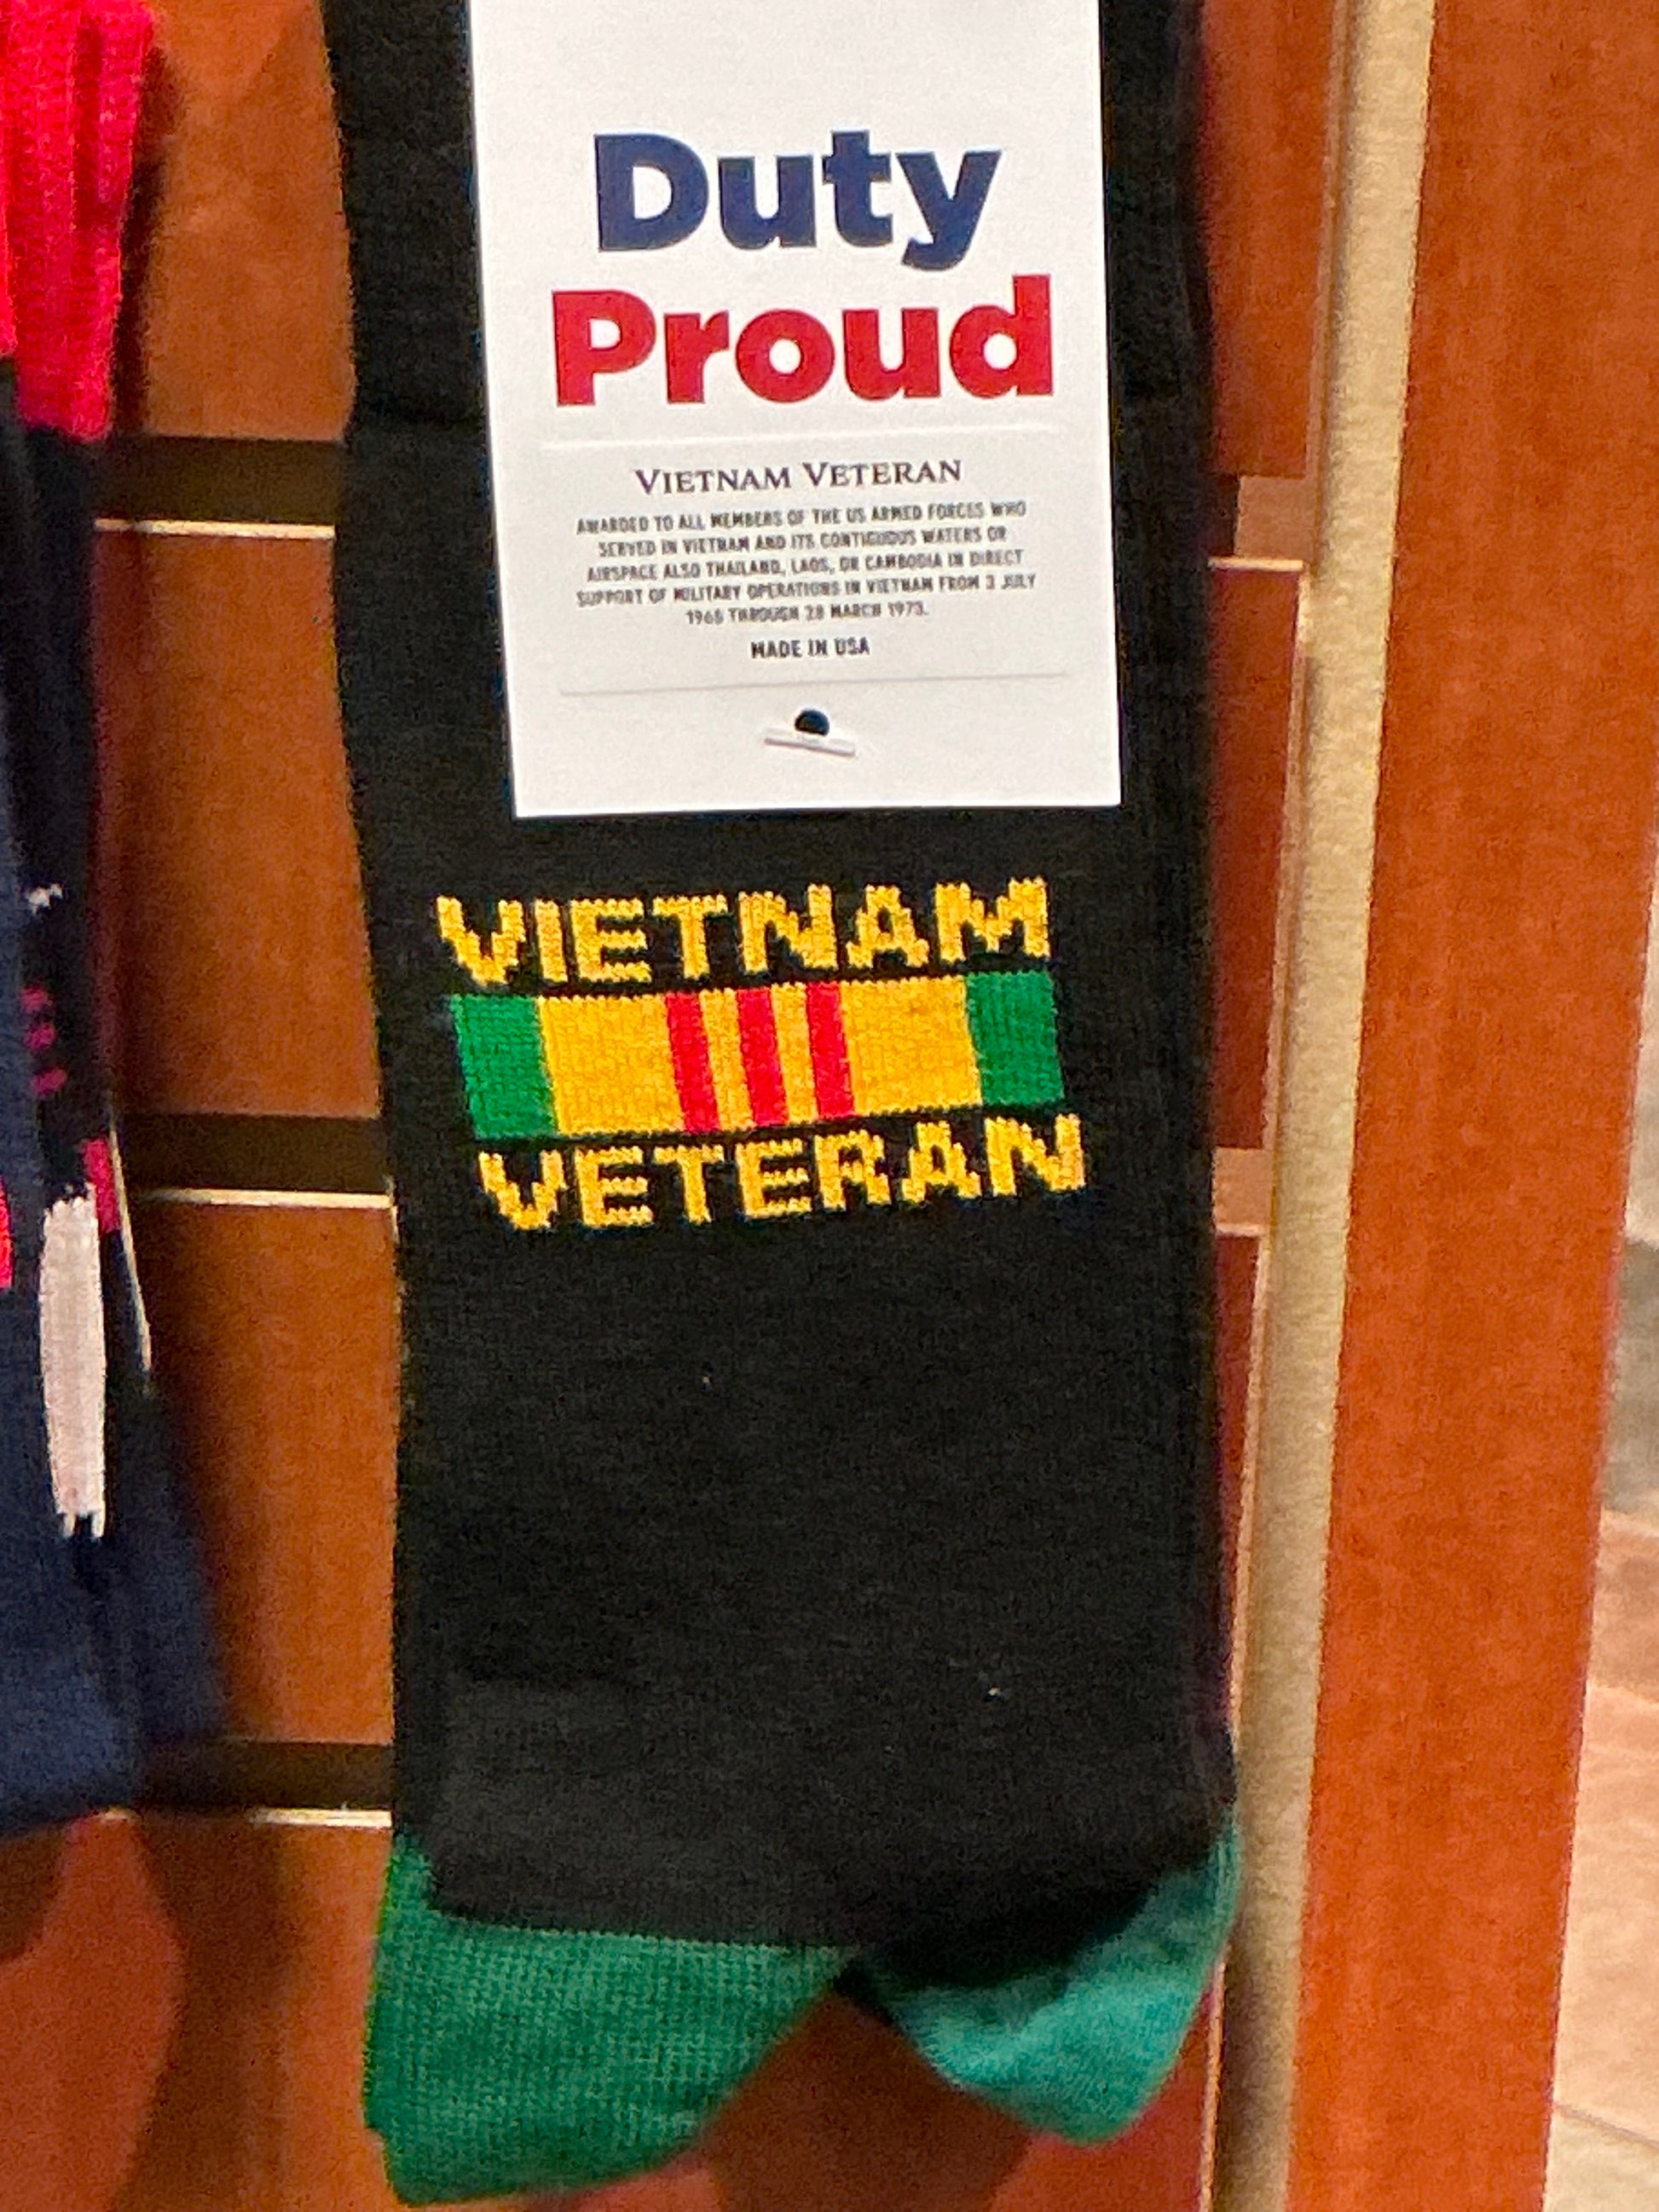 Duty
Proud
VIETNAM VETERAN
AWARDED TO ALL MEMBERS OF THE US ARMED FORCES WHO
SERVED IN VIETNAM AND ITS CONTIGUOUS WATERS OR
AIRSPACE ALSO THAILAND, LAOS, OR CAMBODIA IN DIRECT
SUPPORT OF MILITARY OPERATIONS IN VIETNAM FROM 3 JULY
1965 THROUGH 28 MARCH 1973.
MADE IN USA
VIETNAM
VETERAN